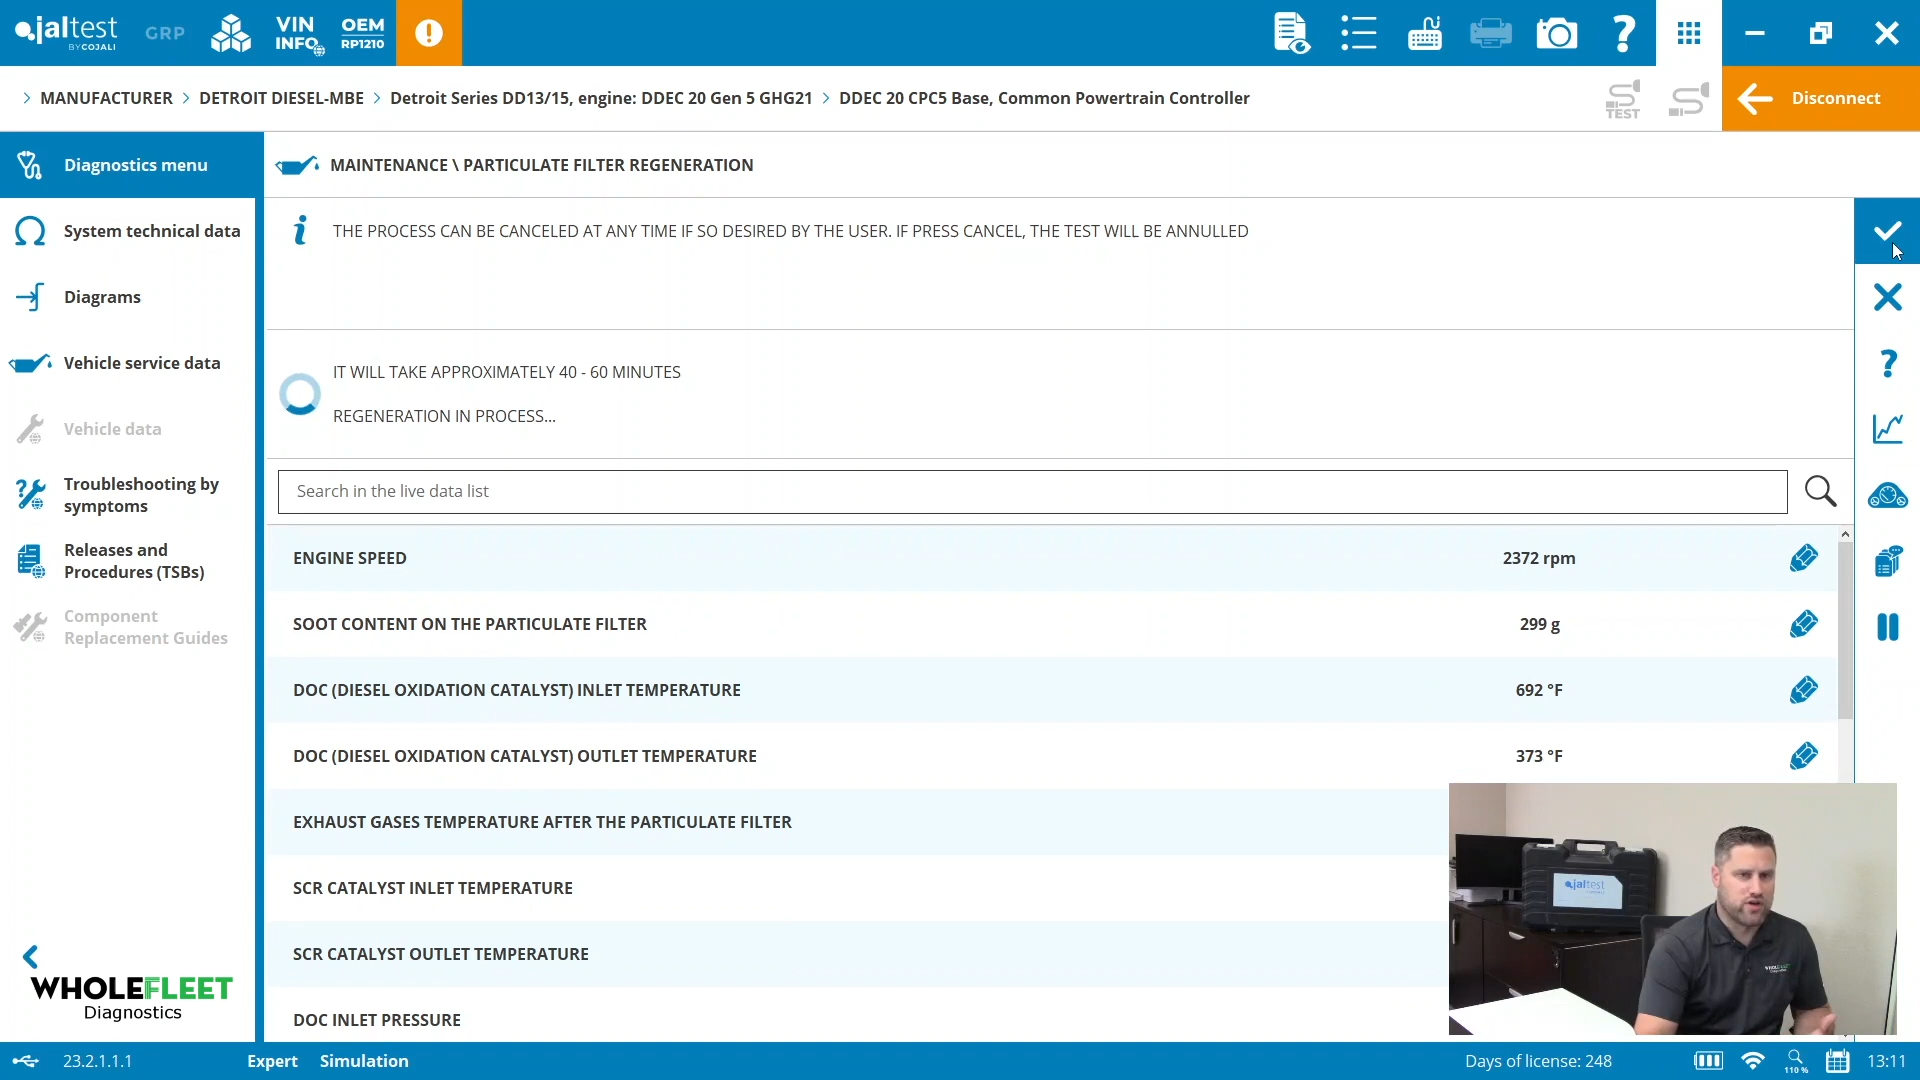 jaltest
BY COJALI
GRP
VIN
INFO
OEM
RP1210
> MANUFACTURER > DETROIT DIESEL-MBE > Detroit Series DD13/15, engine: DDEC 20 Gen 5 GHG21 > DDEC 20 CPC5 Base, Common Powertrain Controller
TEST
Disconnect
Diagnostics menu
MAINTENANCE \ PARTICULATE FILTER REGENERATION
System technical data
THE PROCESS CAN BE CANCELED AT ANY TIME IF SO DESIRED BY THE USER. IF PRESS CANCEL, THE TEST WILL BE ANNULLED
Diagrams
Vehicle service data
IT WILL TAKE APPROXIMATELY 40 - 60 MINUTES
REGENERATION IN PROCESS...
Vehicle data
Troubleshooting by
symptoms
Search in the live data list
Releases and
Procedures (TSBs)
ENGINE SPEED 2372 rpm
Component
Replacement Guides
SOOT CONTENT ON THE PARTICULATE FILTER 299 g
DOC (DIESEL OXIDATION CATALYST) INLET TEMPERATURE 692 °F
DOC (DIESEL OXIDATION CATALYST) OUTLET TEMPERATURE 373 °F
EXHAUST GASES TEMPERATURE AFTER THE PARTICULATE FILTER
SCR CATALYST INLET TEMPERATURE
SCR CATALYST OUTLET TEMPERATURE
DOC INLET PRESSURE
jaltest
WHOLEFLEET
WHOLEFLEET
Diagnostics
23.2.1.1.1
Expert
Simulation
Days of license: 248
110 %
13:11